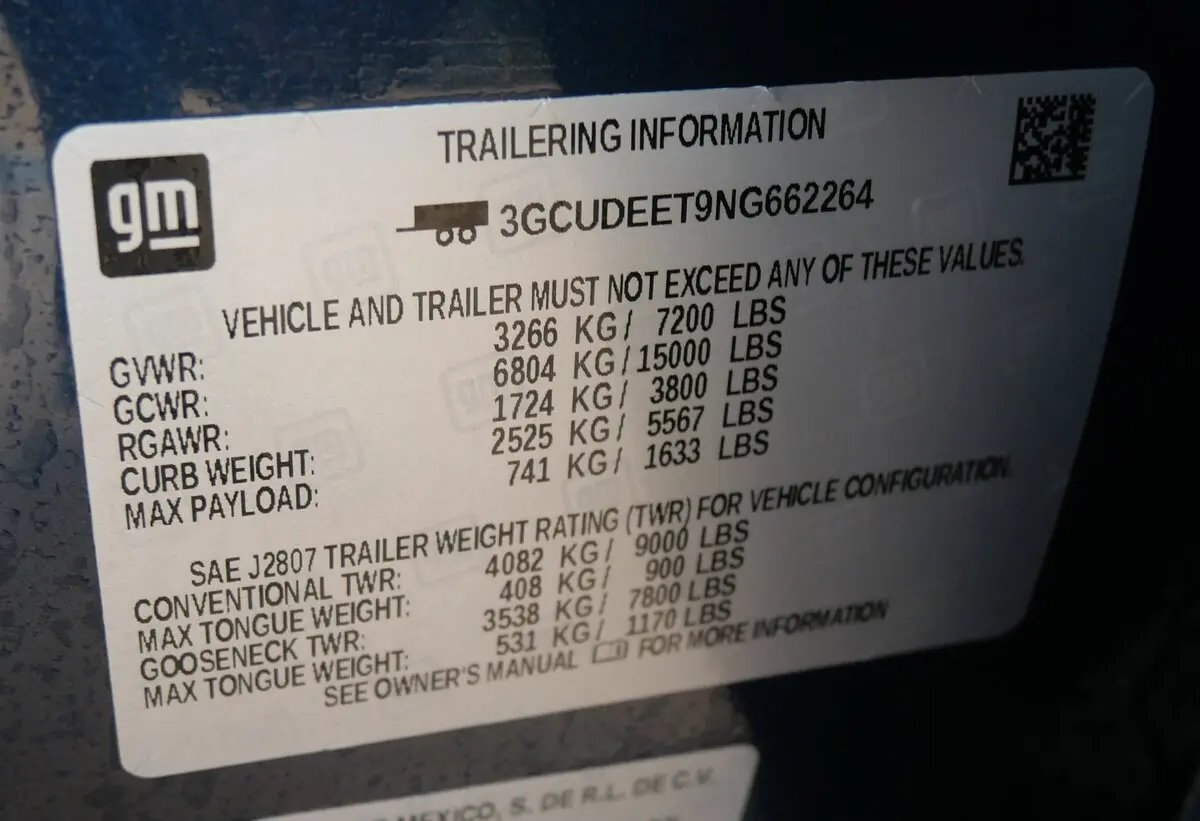 gm
TRAILERING INFORMATION
3GCUDEET9NG662264
VEHICLE AND TRAILER MUST NOT EXCEED ANY OF THESE VALUES.
GVWR: 3266 KG / 7200 LBS
GCWR: 6804 KG / 15000 LBS
RGAWR: 1724 KG / 3800 LBS
CURB WEIGHT: 2525 KG / 5567 LBS
MAX PAYLOAD: 741 KG / 1633 LBS
SAE J2807 TRAILER WEIGHT RATING (TWR) FOR VEHICLE CONFIGURATION.
CONVENTIONAL TWR: 4082 KG / 9000 LBS
MAX TONGUE WEIGHT: 408 KG / 900 LBS
GOOSENECK TWR: 3538 KG / 7800 LBS
MAX TONGUE WEIGHT: 531 KG / 1170 LBS
SEE OWNER'S MANUAL FOR MORE INFORMATION
MEXICO, S. DE R.L. DE C.V.